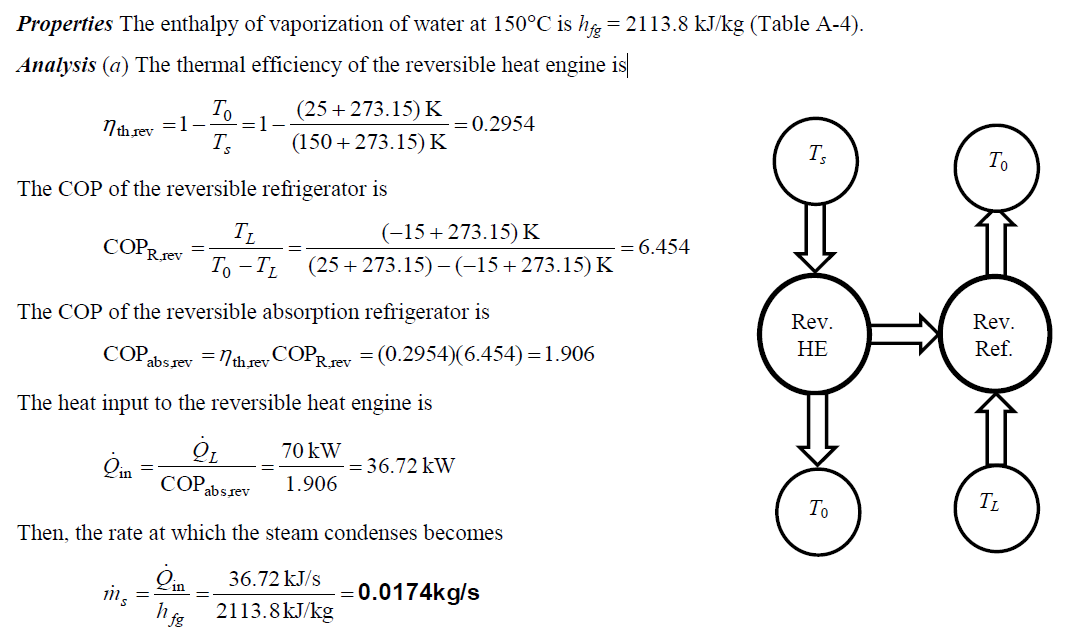 Properties The enthalpy of vaporization of water at 150°C is h_fg = 2113.8 kJ/kg (Table A-4).
Analysis (a) The thermal efficiency of the reversible heat engine is
η_th,rev = 1 − T_0/T_s = 1 − (25 + 273.15) K/(150 + 273.15) K = 0.2954
The COP of the reversible refrigerator is
COP_R,rev = T_L/(T_0 − T_L) = (−15 + 273.15) K/((25 + 273.15) − (−15 + 273.15) K) = 6.454
The COP of the reversible absorption refrigerator is
COP_abs,rev = η_th,rev COP_R,rev = (0.2954)(6.454) = 1.906
The heat input to the reversible heat engine is
Q̇_in = Q̇_L/COP_abs,rev = 70 kW/1.906 = 36.72 kW
Then, the rate at which the steam condenses becomes
ṁ_s = Q̇_in/h_fg = 36.72 kJ/s/2113.8 kJ/kg = 0.0174kg/s
T_s
T_0
Rev.
HE
Rev.
Ref.
T_0
T_L